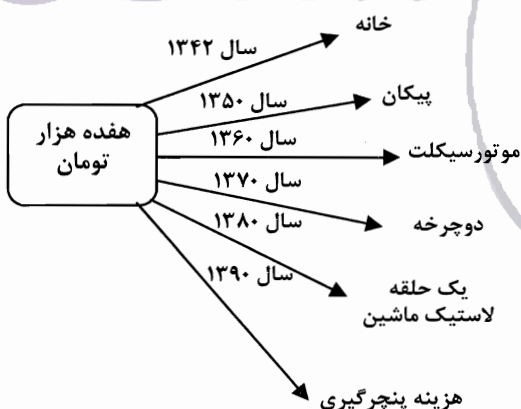 خانه
سال ۱۳۴۲
پیکان
سال ۱۳۵۰
هفده هزار
تومان
سال ۱۳۶۰
موتورسیکلت
سال ۱۳۷۰
دوچرخه
سال ۱۳۸۰
سال ۱۳۹۰
یک حلقه
لاستیک ماشین
هزینه پنچرگیری